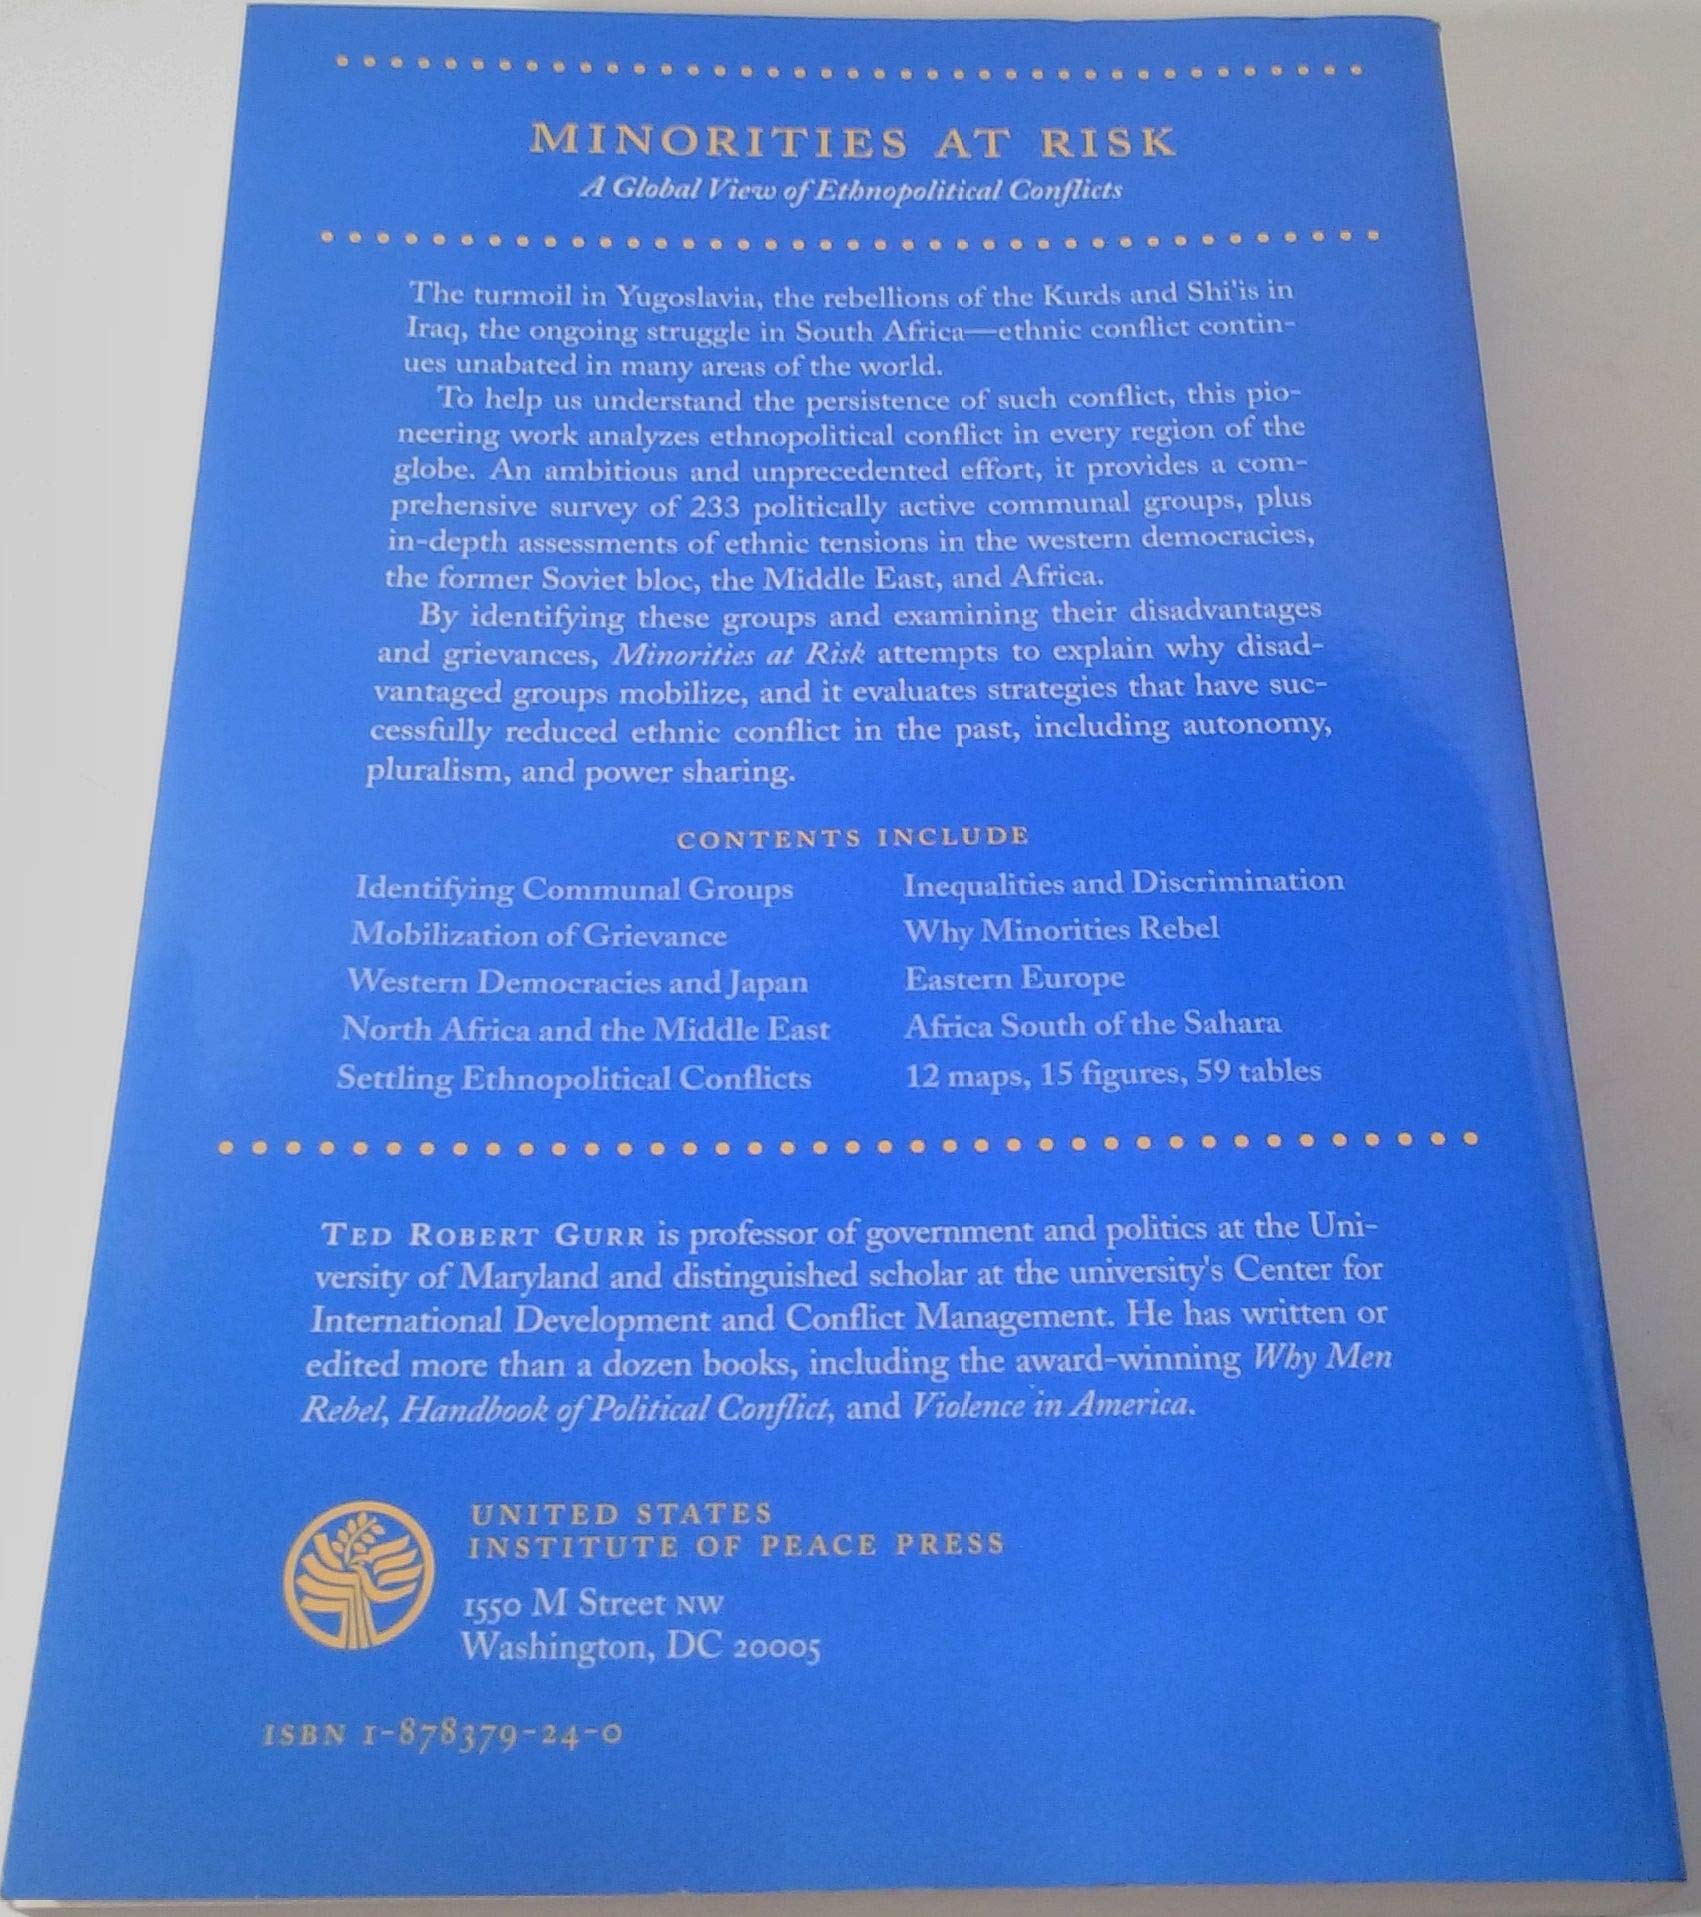 MINORITIES AT RISK
A Global View of Ethnopolitical Conflicts
The turmoil in Yugoslavia, the rebellions of the Kurds and Shi'is in
Iraq, the ongoing struggle in South Africa—ethnic conflict contin-
ues unabated in many areas of the world.
To help us understand the persistence of such conflict, this pio-
neering work analyzes ethnopolitical conflict in every region of the
globe. An ambitious and unprecedented effort, it provides a com-
prehensive survey of 233 politically active communal groups, plus
in-depth assessments of ethnic tensions in the western democracies,
the former Soviet bloc, the Middle East, and Africa.
By identifying these groups and examining their disadvantages
and grievances, Minorities at Risk attempts to explain why disad-
vantaged groups mobilize, and it evaluates strategies that have suc-
cessfully reduced ethnic conflict in the past, including autonomy,
pluralism, and power sharing.
CONTENTS INCLUDE
Identifying Communal Groups
Mobilization of Grievance
Western Democracies and Japan
North Africa and the Middle East
Settling Ethnopolitical Conflicts
Inequalities and Discrimination
Why Minorities Rebel
Eastern Europe
Africa South of the Sahara
12 maps, 15 figures, 59 tables
TED ROBERT GURR is professor of government and politics at the Uni-
versity of Maryland and distinguished scholar at the university's Center for
International Development and Conflict Management. He has written or
edited more than a dozen books, including the award-winning Why Men
Rebel, Handbook of Political Conflict, and Violence in America.
UNITED STATES
INSTITUTE OF PEACE PRESS
1550 M Street NW
Washington, DC 20005
ISBN 1-878379-24-0